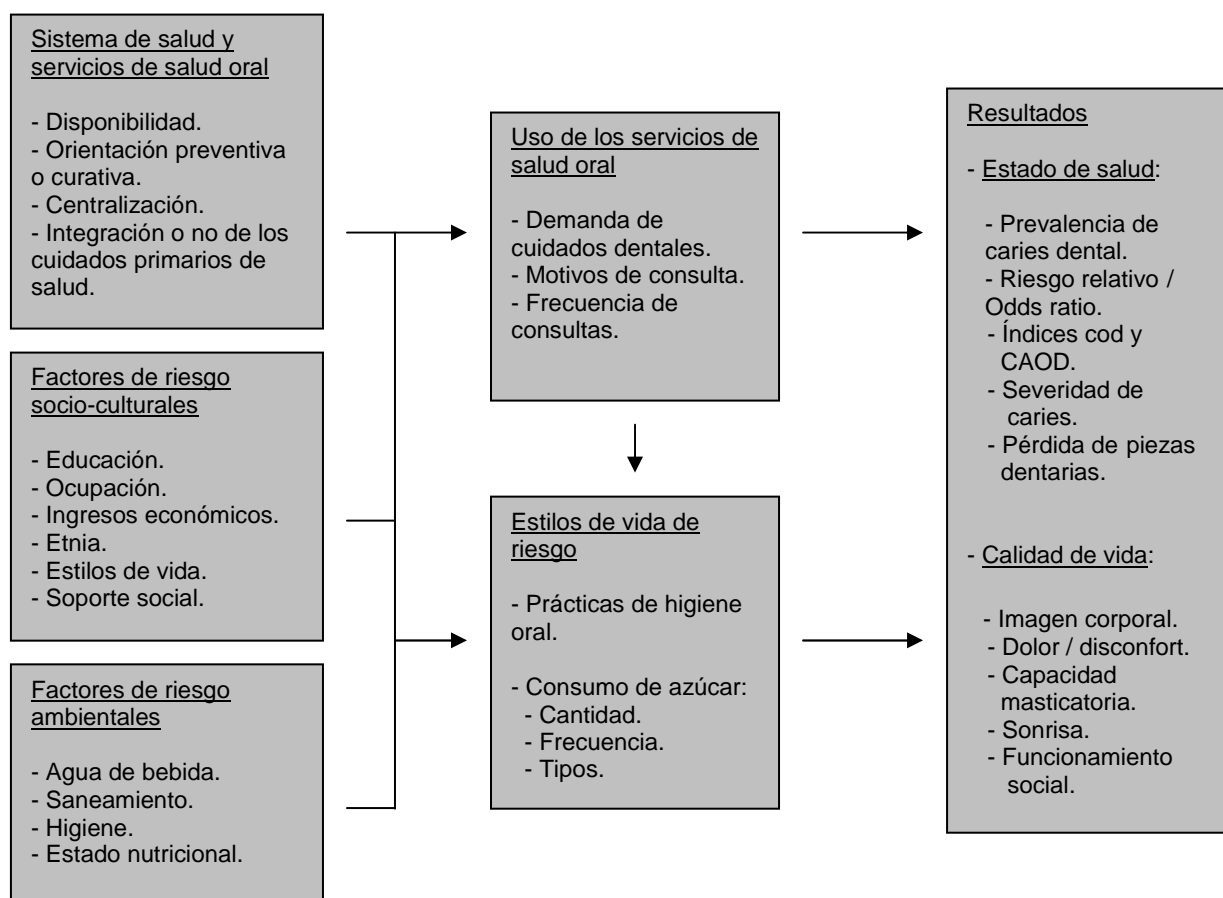 Sistema de salud y
servicios de salud oral
- Disponibilidad.
- Orientación preventiva
o curativa.
- Centralización.
- Integración o no de los
cuidados primarios de
salud.
Factores de riesgo
socio-culturales
- Educación.
- Ocupación.
- Ingresos económicos.
- Etnia.
- Estilos de vida.
- Soporte social.
Factores de riesgo
ambientales
- Agua de bebida.
- Saneamiento.
- Higiene.
- Estado nutricional.
Uso de los servicios de
salud oral
- Demanda de
cuidados dentales.
- Motivos de consulta.
- Frecuencia de
consultas.
Estilos de vida de
riesgo
- Prácticas de higiene
oral.
- Consumo de azúcar:
- Cantidad.
- Frecuencia.
- Tipos.
Resultados
- Estado de salud:
- Prevalencia de
caries dental.
- Riesgo relativo /
Odds ratio.
- Índices cod y
CAOD.
- Severidad de
caries.
- Pérdida de piezas
dentarias.
- Calidad de vida:
- Imagen corporal.
- Dolor / disconfort.
- Capacidad
masticatoria.
- Sonrisa.
- Funcionamiento
social.